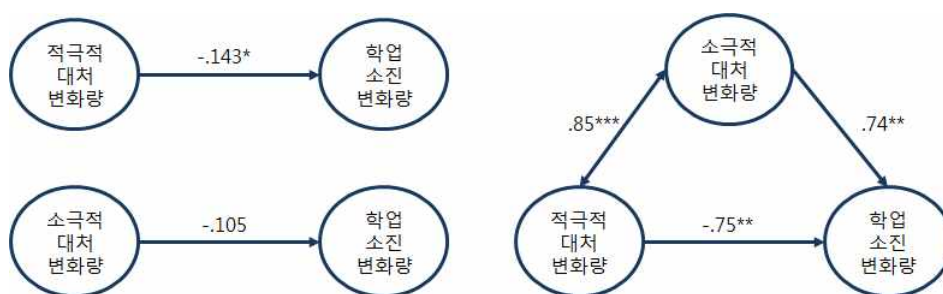 적극적
대처
변화량
-.143*
학업
소진
변화량
소극적
대처
변화량
-.105
학업
소진
변화량
소극적
대처
변화량
.85***
.74**
적극적
대처
변화량
-.75**
학업
소진
변화량